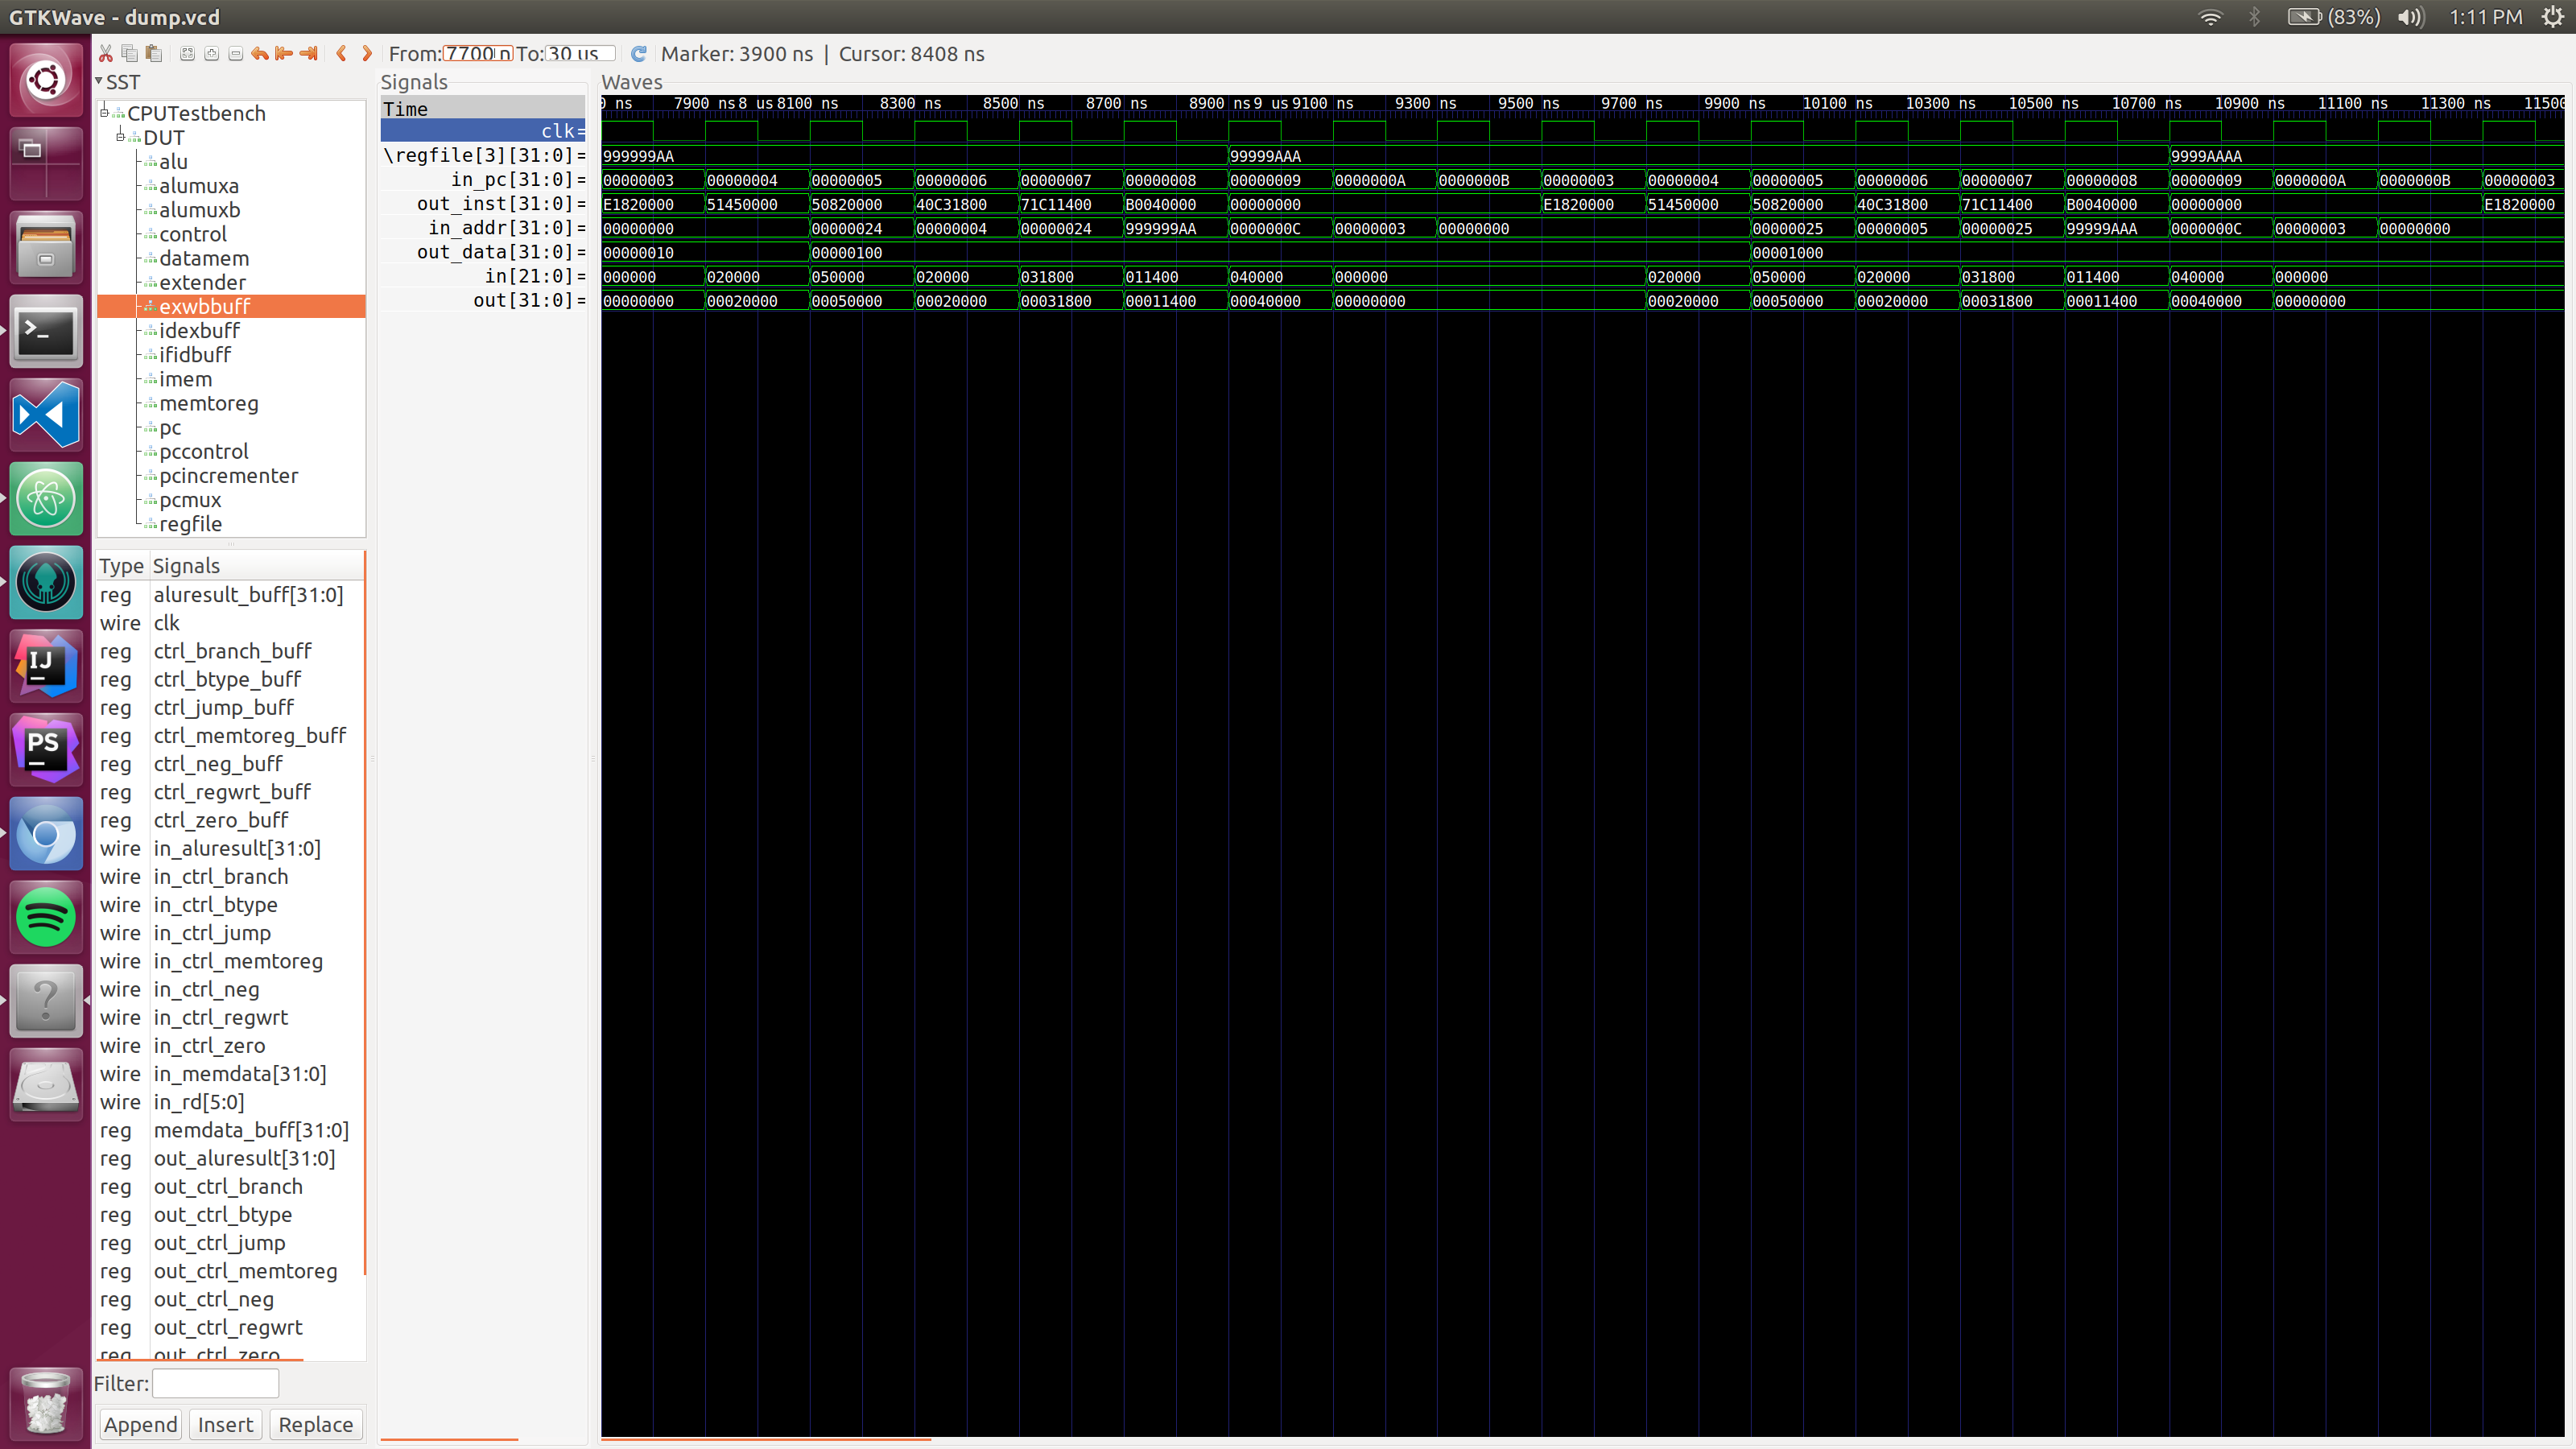 GTKWave - dump.vcd
(83%) 1:11 PM
From: 7700 n To: 30 us Marker: 3900 ns | Cursor: 8408 ns
SST
CPUTestbench
DUT
alu
alumuxa
alumuxb
control
datamem
extender
exwbbuff
idexbuff
ifidbuff
imem
memtoreg
pc
pccontrol
pcincrementer
pcmux
regfile
Type Signals
reg aluresult_buff[31:0]
wire clk
reg ctrl_branch_buff
reg ctrl_btype_buff
reg ctrl_jump_buff
reg ctrl_memtoreg_buff
reg ctrl_neg_buff
reg ctrl_regwrt_buff
reg ctrl_zero_buff
wire in_aluresult[31:0]
wire in_ctrl_branch
wire in_ctrl_btype
wire in_ctrl_jump
wire in_ctrl_memtoreg
wire in_ctrl_neg
wire in_ctrl_regwrt
wire in_ctrl_zero
wire in_memdata[31:0]
wire in_rd[5:0]
reg memdata_buff[31:0]
reg out_aluresult[31:0]
reg out_ctrl_branch
reg out_ctrl_btype
reg out_ctrl_jump
reg out_ctrl_memtoreg
reg out_ctrl_neg
reg out_ctrl_regwrt
reg out_ctrl_zero
Filter:
Append Insert Replace
Signals
Time
clk=
\regfile[3][31:0]=
in_pc[31:0]=
out_inst[31:0]=
in_addr[31:0]=
out_data[31:0]=
in[21:0]=
out[31:0]=
Waves
0 ns 7900 ns 8 us 8100 ns 8300 ns 8500 ns 8700 ns 8900 ns 9 us 9100 ns 9300 ns 9500 ns 9700 ns 9900 ns 10100 ns 10300 ns 10500 ns 10700 ns 10900 ns 11100 ns 11300 ns 11500
999999AA 99999AAA 9999AAAA
00000003 00000004 00000005 00000006 00000007 00000008 00000009 0000000A 0000000B 00000003 00000004 00000005 00000006 00000007 00000008 00000009 0000000A 0000000B 00000003
E1820000 51450000 50820000 40C31800 71C11400 B0040000 00000000 E1820000 51450000 50820000 40C31800 71C11400 B0040000 00000000 E1820000
00000000 00000024 00000004 00000024 999999AA 0000000C 00000003 00000000 00000025 00000005 00000025 99999AAA 0000000C 00000003 00000000
00000010 00000100 00001000
000000 020000 050000 020000 031800 011400 040000 000000 020000 050000 020000 031800 011400 040000 000000
00000000 00020000 00050000 00020000 00031800 00011400 00040000 00000000 00020000 00050000 00020000 00031800 00011400 00040000 00000000
>_
IJ
PS
?